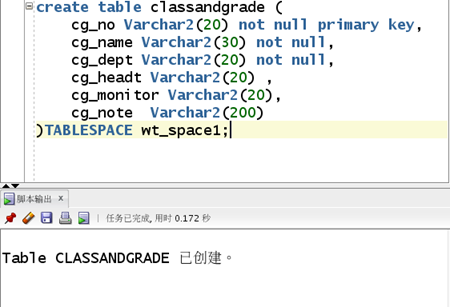 create table classandgrade (
cg_no Varchar2(20) not null primary key,
cg_name Varchar2(30) not null,
cg_dept Varchar2(20) not null,
cg_headt Varchar2(20) ,
cg_monitor Varchar2(20),
cg_note  Varchar2(200)
)TABLESPACE wt_space1;
脚本输出 x
任务已完成, 用时 0.172 秒
Table CLASSANDGRADE 已创建。